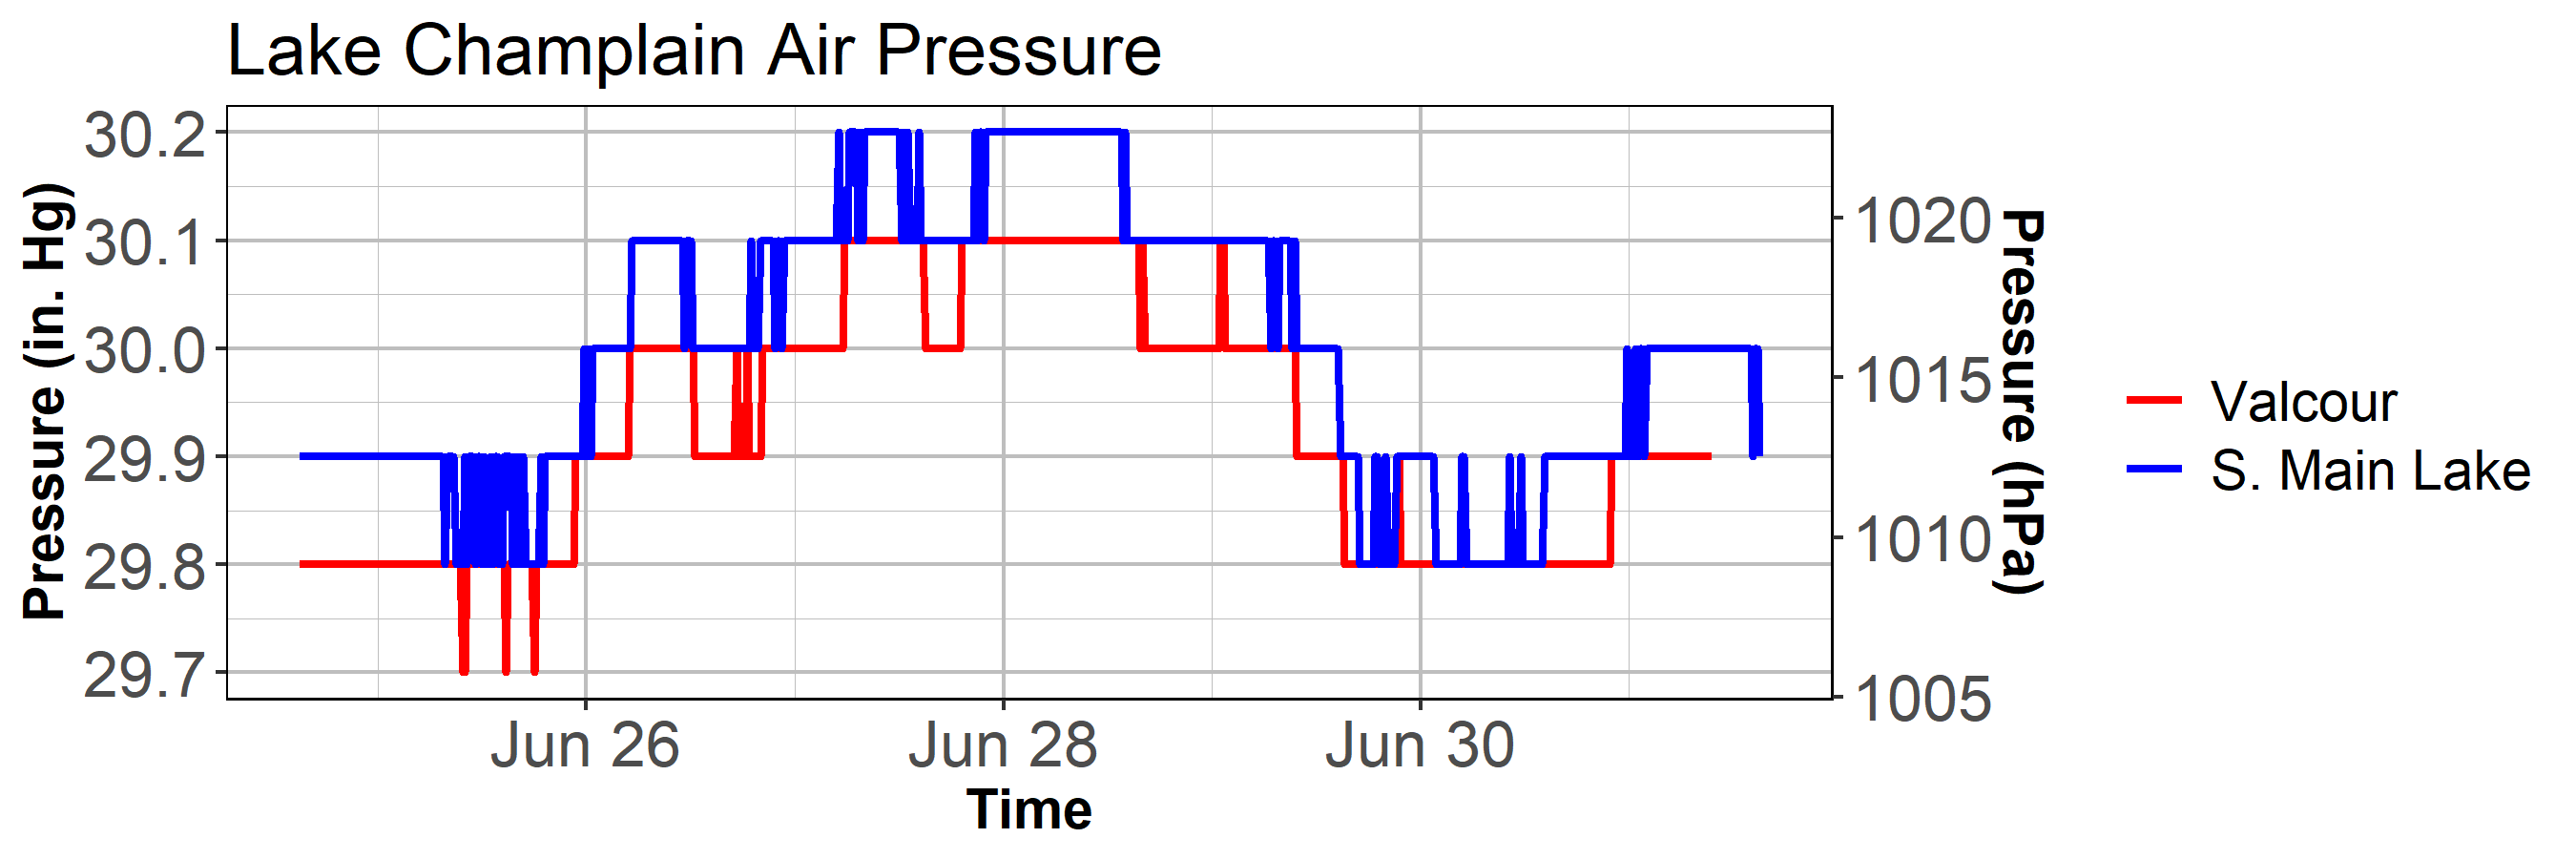 Lake Champlain Air Pressure
Pressure (in. Hg)
30.2
30.1
30.0
29.9
29.8
29.7
1020
1015
1010
1005
Pressure (hPa)
Jun 26
Jun 28
Jun 30
Time
Valcour
S. Main Lake